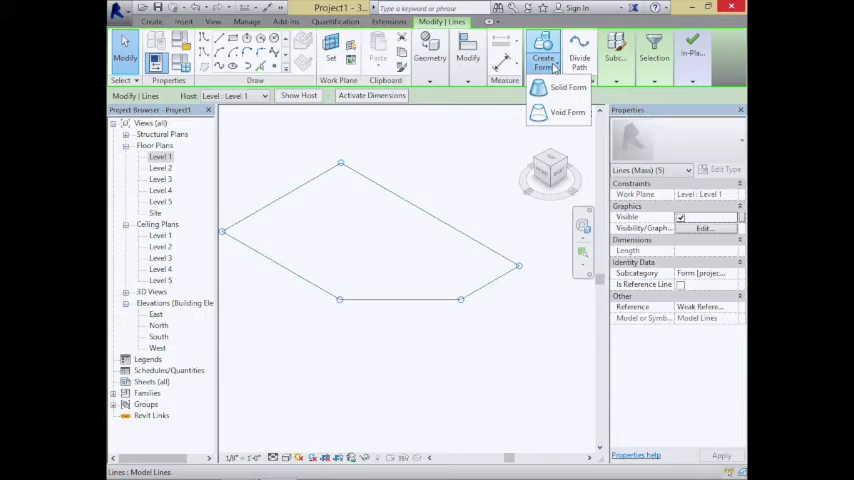 Project1 - 3...
Type a keyword or phrase
Sign In
Create
Insert
View
Manage
Add-Ins
Quantification
Extensions
Modify | Lines
Modify
Set
Paste
Geometry
Modify
Create Form
Divide Path
Subc...
Selection
In-Pla...
Select
Properties
Draw
Work Plane
Clipboard
Measure
Solid Form
Void Form
Modify | Lines
Host:
Level : Level 1
Show Host
Activate Dimensions
Project Browser - Project1
Views (all)
Structural Plans
Floor Plans
Level 1
Level 2
Level 3
Level 4
Level 5
Site
Ceiling Plans
Level 1
Level 2
Level 3
Level 4
Level 5
3D Views
Elevations (Building Ele
East
North
South
West
Legends
Schedules/Quantities
Sheets (all)
Families
Groups
Revit Links
TOP
FRONT
Properties
Lines (Mass) (5)
Edit Type
Constraints
Work Plane
Level : Level 1
Graphics
Visible
Visibility/Graph...
Edit...
Dimensions
Length
Identity Data
Subcategory
Form [projec...
Is Reference Line
Other
Reference
Weak Refere...
Model or Symb...
Model Lines
Properties help
Apply
1/8" = 1'-0"
Lines : Model Lines